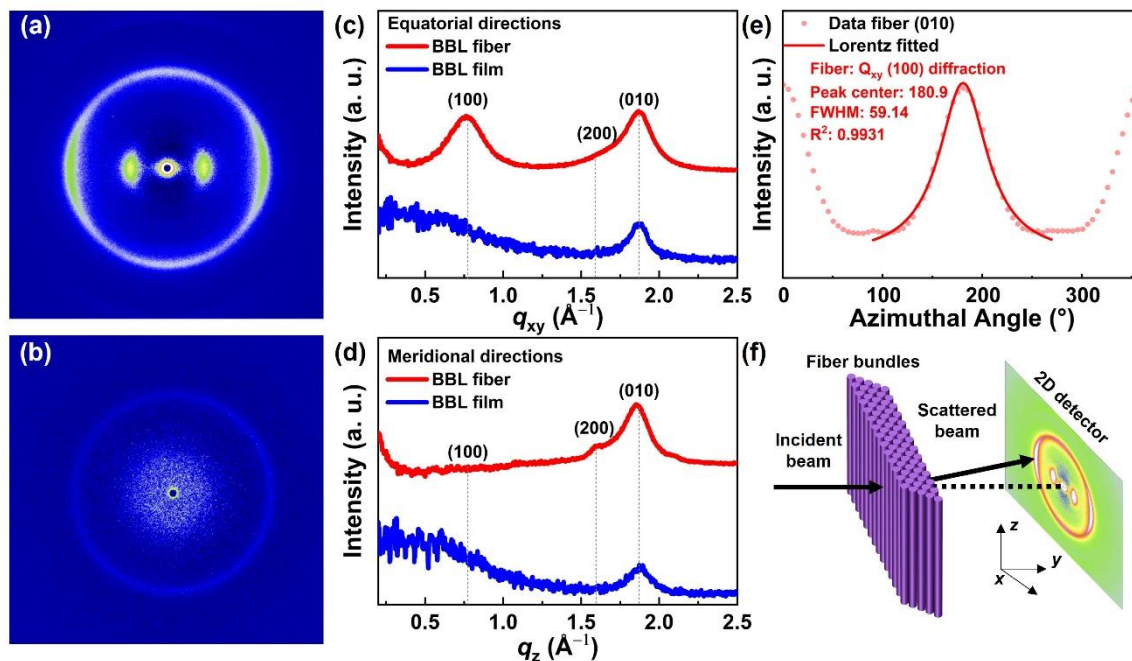 (a)
(b)
(c)
Equatorial directions
BBL fiber
BBL film
(100)
(200)
(010)
Intensity (a. u.)
0.5 1.0 1.5 2.0 2.5
qxy (Å−1)
(d)
Meridional directions
BBL fiber
BBL film
(100)
(200)
(010)
Intensity (a. u.)
0.5 1.0 1.5 2.0 2.5
qz (Å−1)
(e)
Data fiber (010)
Lorentz fitted
Fiber: Qxy (100) diffraction
Peak center: 180.9
FWHM: 59.14
R2: 0.9931
Intensity (a. u.)
0 100 200 300
Azimuthal Angle (°)
(f)
Fiber bundles
Incident
beam
Scattered
beam
2D detector
z
y
x